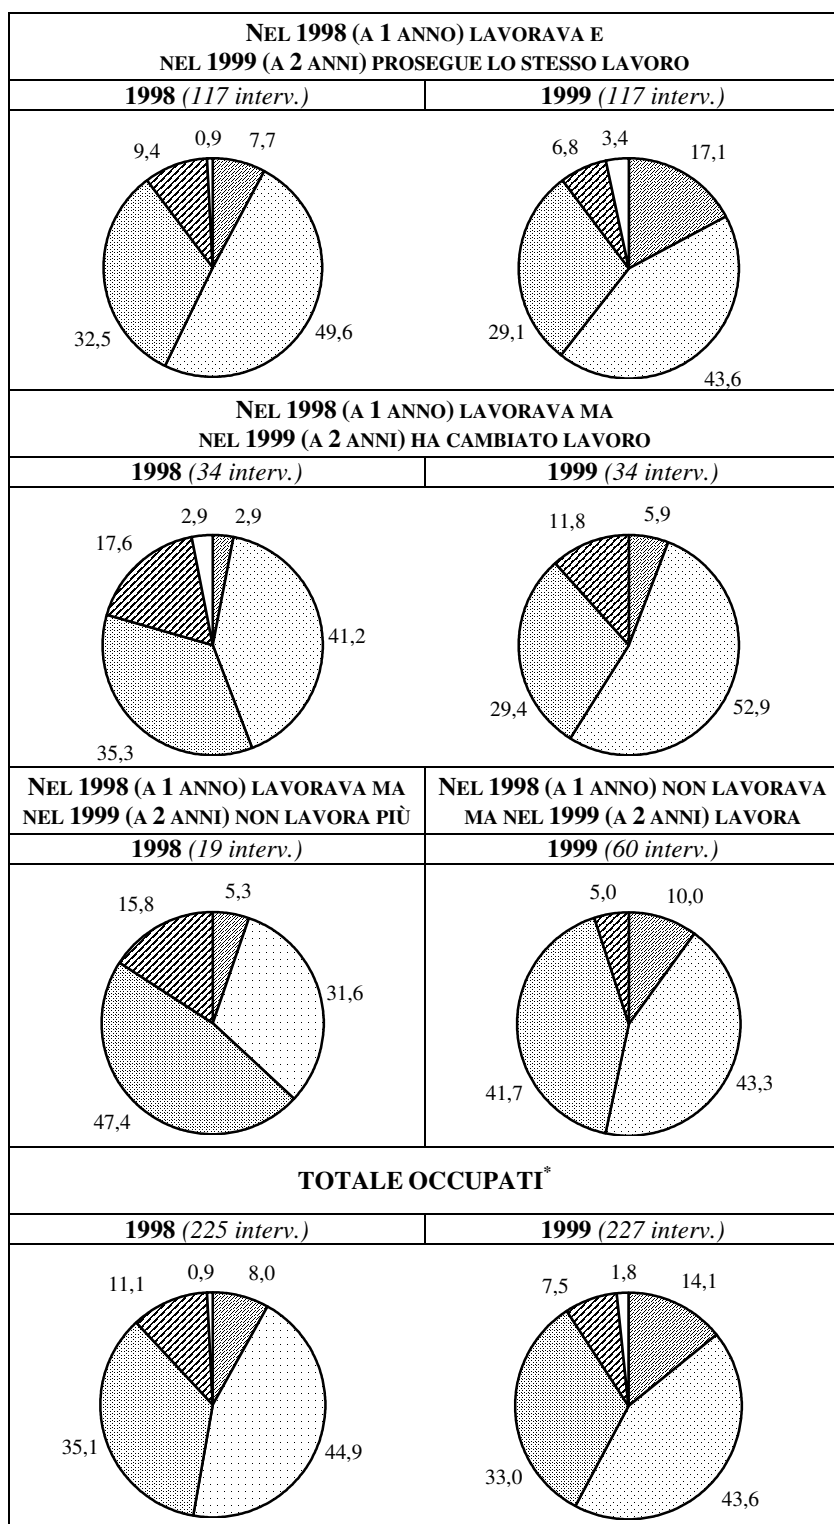 NEL 1998 (A 1 ANNO) LAVORAVA E
NEL 1999 (A 2 ANNI) PROSEGUE LO STESSO LAVORO
1998 (117 interv.)
1999 (117 interv.)
9,4
0,9
7,7
32,5
49,6
6,8
3,4
17,1
29,1
43,6
NEL 1998 (A 1 ANNO) LAVORAVA MA
NEL 1999 (A 2 ANNI) HA CAMBIATO LAVORO
1998 (34 interv.)
1999 (34 interv.)
17,6
2,9
2,9
41,2
35,3
11,8
5,9
29,4
52,9
NEL 1998 (A 1 ANNO) LAVORAVA MA
NEL 1999 (A 2 ANNI) NON LAVORA PIÙ
NEL 1998 (A 1 ANNO) NON LAVORAVA
MA NEL 1999 (A 2 ANNI) LAVORA
1998 (19 interv.)
1999 (60 interv.)
15,8
5,3
31,6
47,4
5,0
10,0
41,7
43,3
TOTALE OCCUPATI*
1998 (225 interv.)
1999 (227 interv.)
11,1
0,9
8,0
35,1
44,9
7,5
1,8
14,1
33,0
43,6